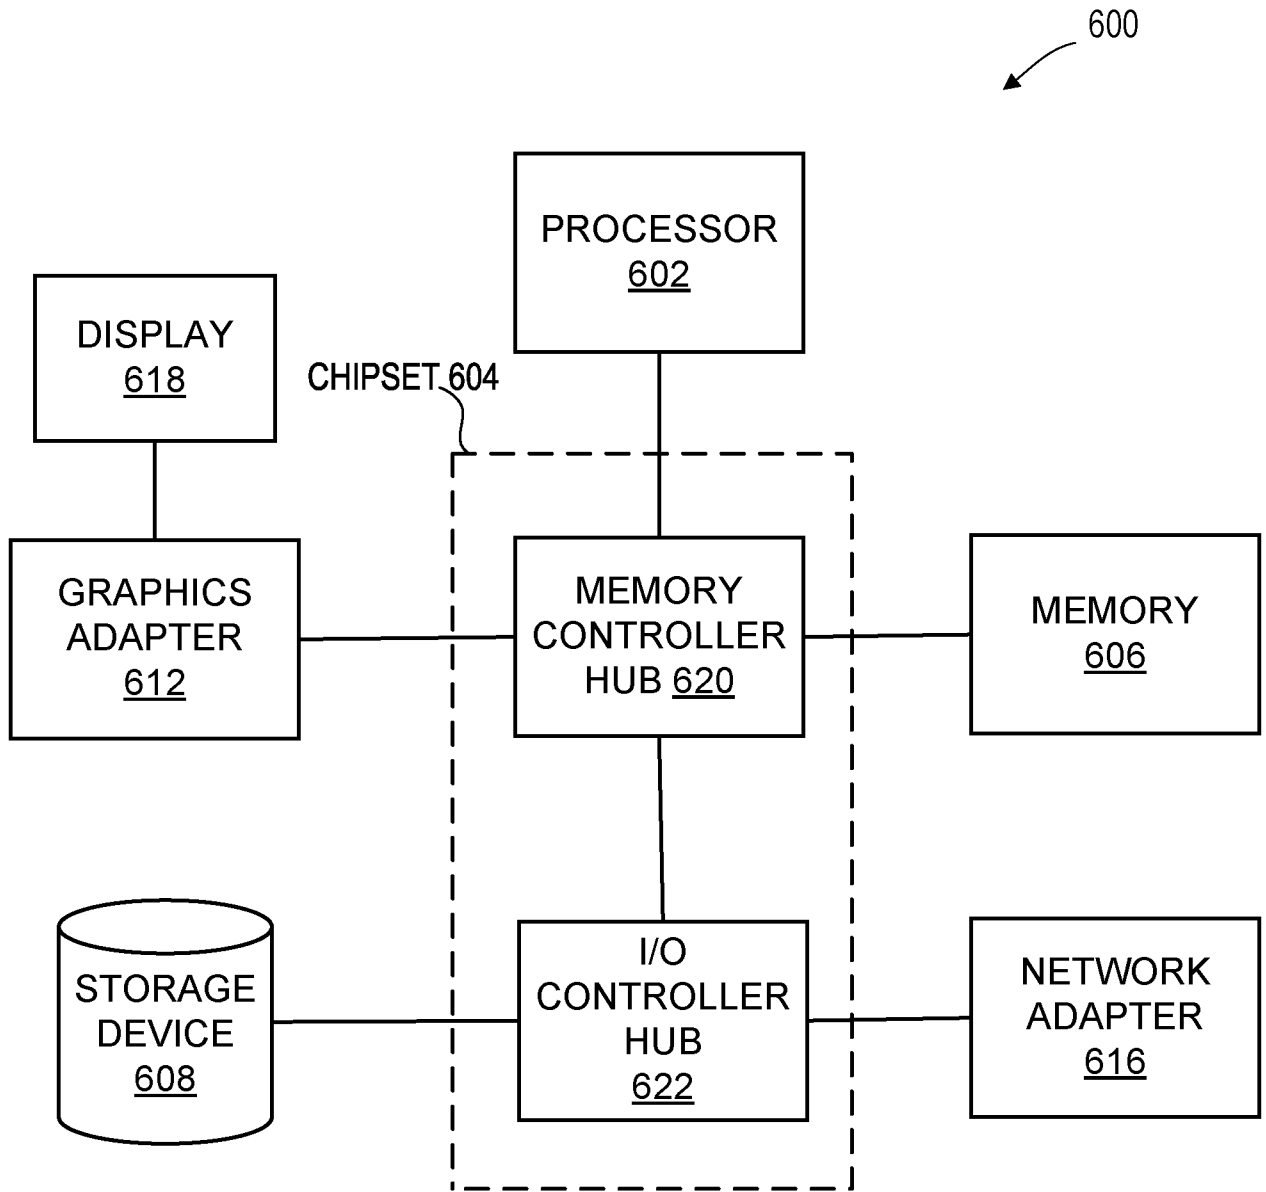 600
PROCESSOR
602
DISPLAY
618
CHIPSET 604
GRAPHICS
ADAPTER
612
MEMORY
CONTROLLER
HUB 620
MEMORY
606
STORAGE
DEVICE
608
I/O
CONTROLLER
HUB
622
NETWORK
ADAPTER
616